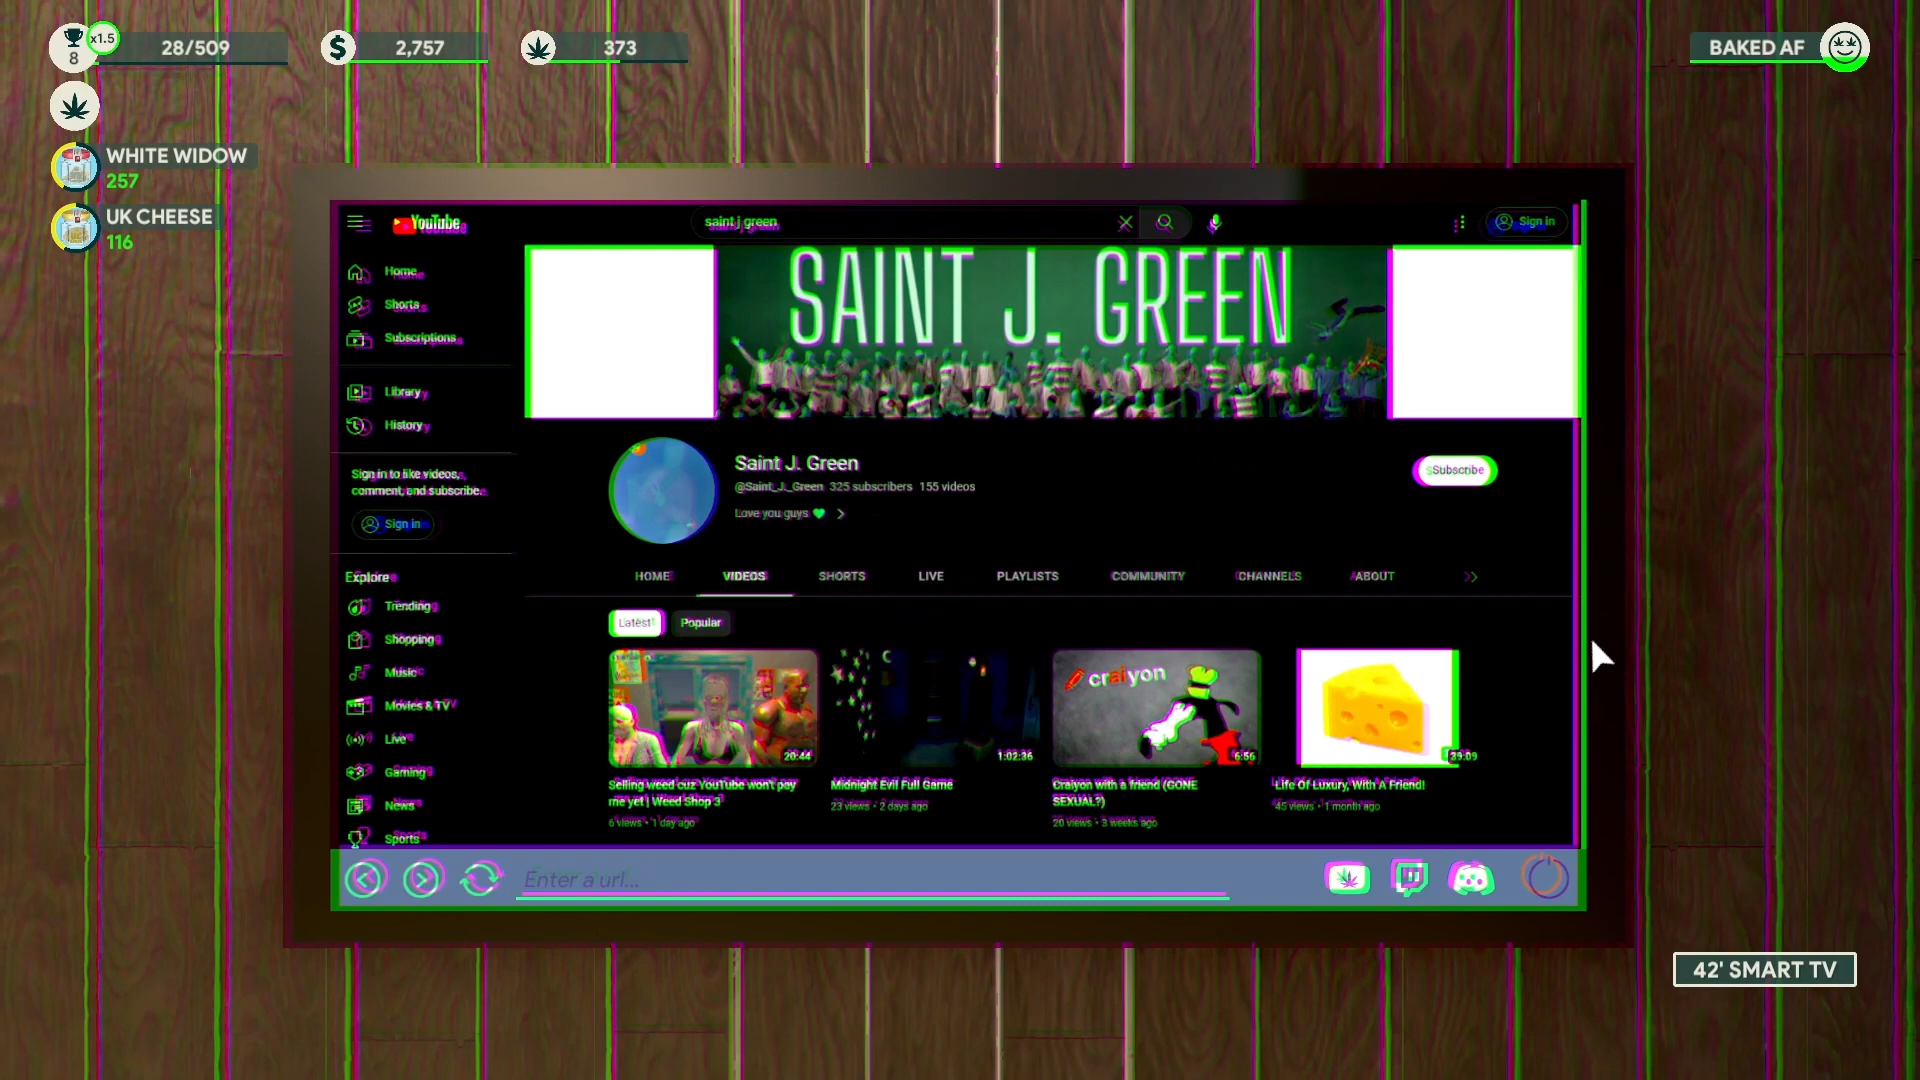 8
x1.5
28/509
$
2,757
373
BAKED AF
WHITE WIDOW
257
UK CHEESE
116
YouTube
saint j green
Sign in
Home
Shorts
Subscriptions
Library
History
Sign in to like videos,
comment, and subscribe.
Sign in
Explore
Trending
Shopping
Music
Movies & TV
Live
Gaming
News
Sports
SAINT J. GREEN
Saint J. Green
@Saint_J._Green 325 subscribers 155 videos
Love you guys
Subscribe
HOME VIDEOS SHORTS LIVE PLAYLISTS COMMUNITY CHANNELS ABOUT
Latest Popular
20:44
Selling weed cuz YouTube won't pay
me yet | Weed Shop 3
6 views • 1 day ago
1:02:36
Midnight Evil Full Game
23 views • 2 days ago
craiyon
6:56
Craiyon with a friend (GONE
SEXUAL?)
20 views • 3 weeks ago
39:09
Life Of Luxury, With A Friend!
45 views • 1 month ago
Enter a url...
42' SMART TV